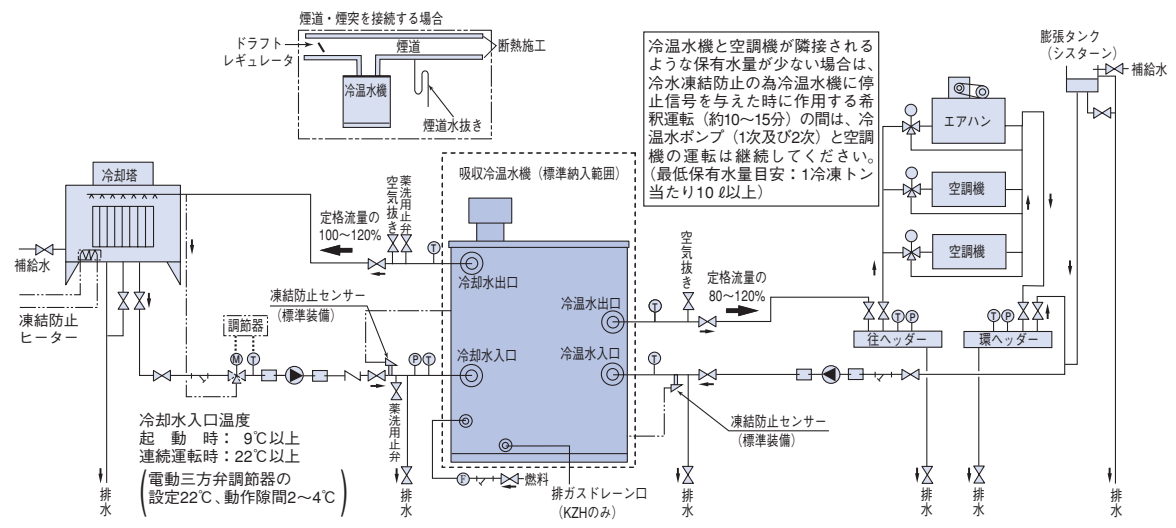 煙道・煙突を接続する場合
ドラフト
レギュレータ
煙道
断熱施工
冷温水機
煙道水抜き
冷温水機と空調機が隣接される
ような保有水量が少ない場合は、
冷水凍結防止の為冷温水機に停
止信号を与えた時に作用する希
釈運転（約10～15分）の間は、冷
温水ポンプ（1次及び2次）と空調
機の運転は継続してください。
（最低保有水量目安：1冷凍トン
当たり10 ℓ以上）
膨張タンク
（シスターン）
補給水
エアハン
空調機
空調機
冷却塔
補給水
凍結防止
ヒーター
定格流量の
100～120%
空気抜き
薬洗用止弁
T
吸収冷温水機（標準納入範囲）
冷却水出口
冷却水入口
冷温水出口
冷温水入口
T
空気抜き
定格流量の
80～120%
T P
往ヘッダー
T P
環ヘッダー
凍結防止センサー
（標準装備）
調節器
M T
P T
薬洗用止弁
T
凍結防止センサー
（標準装備）
冷却水入口温度
起　動　時： 9℃以上
連続運転時：22℃以上
（電動三方弁調節器の
設定22℃、動作隙間2～4℃）
F
燃料
排ガスドレーン口
（KZHのみ）
排水
排水
排水
排水
排水
排水